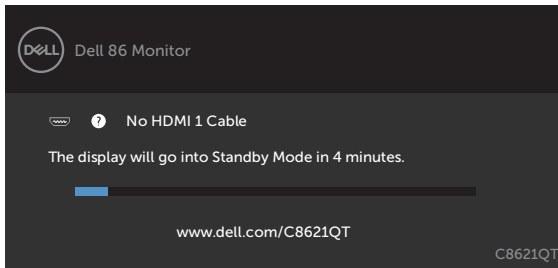 DELL
Dell 86 Monitor
? No HDMI 1 Cable
The display will go into Standby Mode in 4 minutes.
www.dell.com/C8621QT
C8621QT